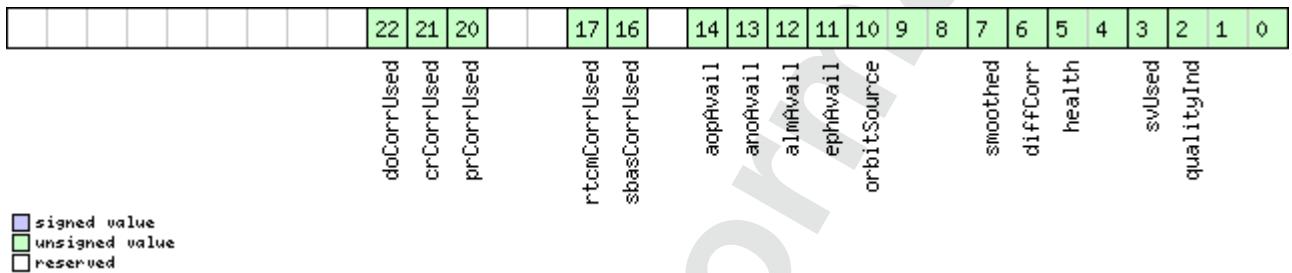 22 21 20 17 16 14 13 12 11 10 9 8 7 6 5 4 3 2 1 0
doCorrUsed
crCorrUsed
prCorrUsed
rtcmCorrUsed
sbasCorrUsed
aopAvail
anoAvail
almAvail
ephAvail
orbitSource
smoothed
diffCorr
health
svUsed
qualityInd
signed value
unsigned value
reserved